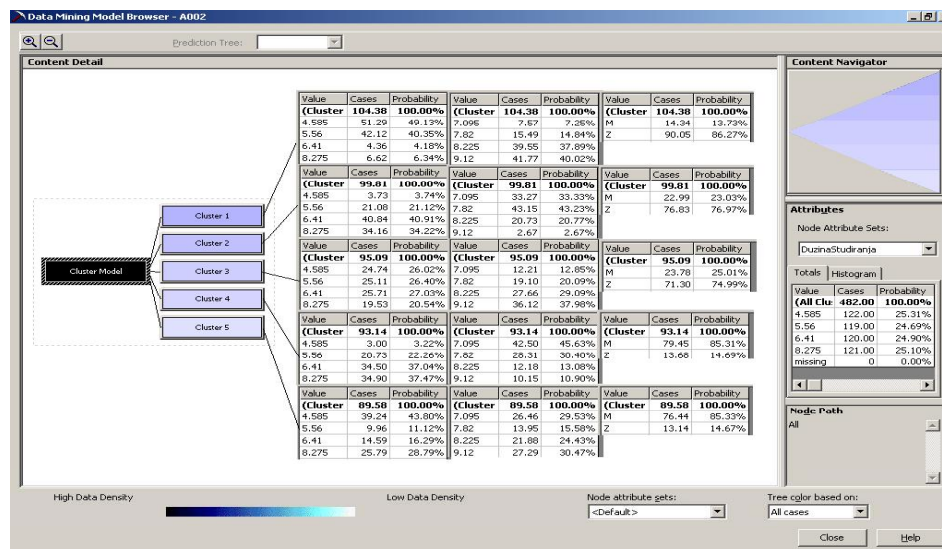 Data Mining Model Browser - A002
Prediction Tree:
Content Detail
Value Cases Probability Value Cases Probability Value Cases Probability
(Cluster 104.38 100.00% (Cluster 104.38 100.00% (Cluster 104.38 100.00%
4.585 51.29 49.13% 7.095 7.57 7.25% M 14.34 13.73%
5.56 42.12 40.35% 7.82 15.49 14.84% Z 90.05 86.27%
6.41 4.36 4.18% 8.225 39.55 37.89%
8.275 6.62 6.34% 9.12 41.77 40.02%
Value Cases Probability Value Cases Probability Value Cases Probability
(Cluster 99.81 100.00% (Cluster 99.81 100.00% (Cluster 99.81 100.00%
4.585 3.73 3.74% 7.095 33.27 33.33% M 22.99 23.03%
5.56 21.08 21.12% 7.82 43.15 43.23% Z 76.83 76.97%
6.41 40.84 40.91% 8.225 20.73 20.77%
8.275 34.16 34.22% 9.12 2.67 2.67%
Value Cases Probability Value Cases Probability Value Cases Probability
(Cluster 95.09 100.00% (Cluster 95.09 100.00% (Cluster 95.09 100.00%
4.585 24.74 26.02% 7.095 12.21 12.85% M 23.78 25.01%
5.56 25.11 26.40% 7.82 19.10 20.09% Z 71.30 74.99%
6.41 25.71 27.03% 8.225 27.66 29.09%
8.275 19.53 20.54% 9.12 36.12 37.98%
Value Cases Probability Value Cases Probability Value Cases Probability
(Cluster 93.14 100.00% (Cluster 93.14 100.00% (Cluster 93.14 100.00%
4.585 3.00 3.22% 7.095 42.50 45.63% M 79.45 85.31%
5.56 20.73 22.26% 7.82 28.31 30.40% Z 13.68 14.69%
6.41 34.50 37.04% 8.225 12.18 13.08%
8.275 34.90 37.47% 9.12 10.15 10.90%
Value Cases Probability Value Cases Probability Value Cases Probability
(Cluster 89.58 100.00% (Cluster 89.58 100.00% (Cluster 89.58 100.00%
4.585 39.24 43.80% 7.095 26.46 29.53% M 76.44 85.33%
5.56 9.96 11.12% 7.82 13.95 15.58% Z 13.14 14.67%
6.41 14.59 16.29% 8.225 21.88 24.43%
8.275 25.79 28.79% 9.12 27.29 30.47%
Cluster Model
Cluster 1
Cluster 2
Cluster 3
Cluster 4
Cluster 5
Content Navigator
Attributes
Node Attribute Sets:
DuzinaStudiranja
Totals Histogram
Value Cases Probability
(All Clu: 482.00 100.00%
4.585 122.00 25.31%
5.56 119.00 24.69%
6.41 120.00 24.90%
8.275 121.00 25.10%
missing 0 0.00%
Node Path
All
High Data Density
Low Data Density
Node attribute sets:
<Default>
Tree color based on:
All cases
Close
Help